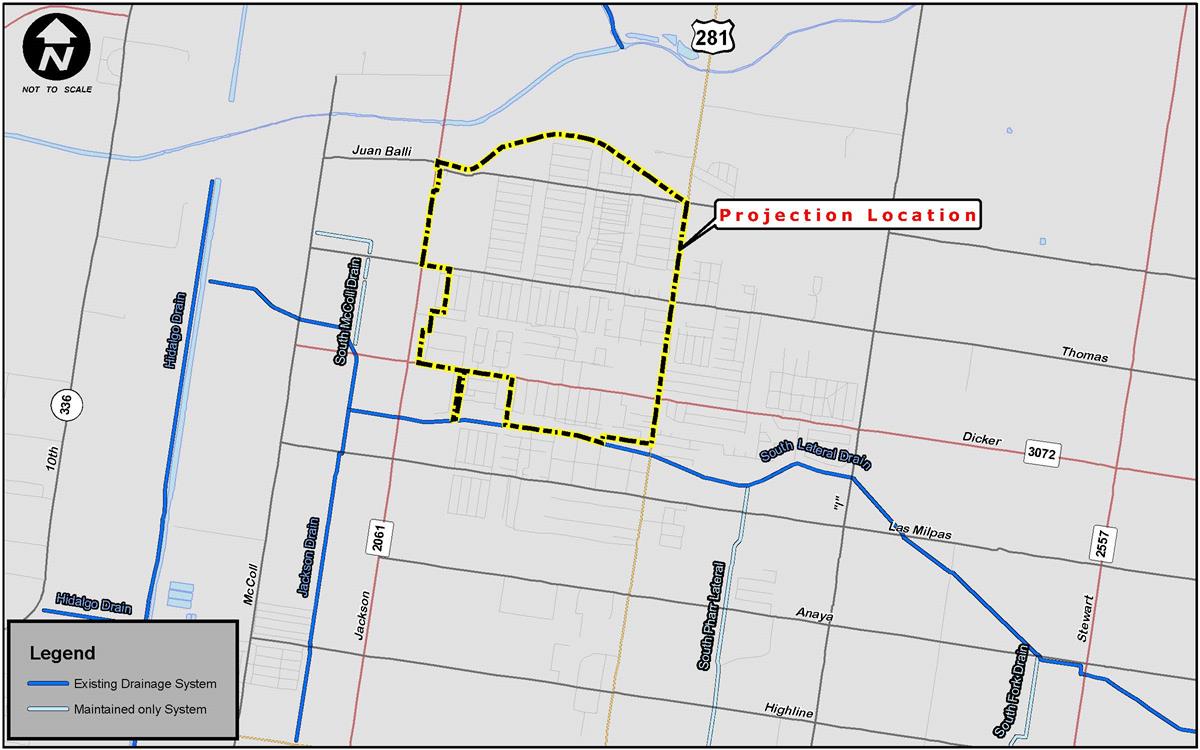 N
NOT TO SCALE
281
Juan Balli
Projection Location
South McColl Drain
Hidalgo Drain
Thomas
336
10th
Dicker
3072
South Lateral Drain
"I"
Las Milpas
2061
2557
Jackson Drain
McColl
Jackson
South Pharr Lateral
Anaya
Stewart
Hidalgo Drain
South Fork Drain
Highline
Legend
Existing Drainage System
Maintained only System